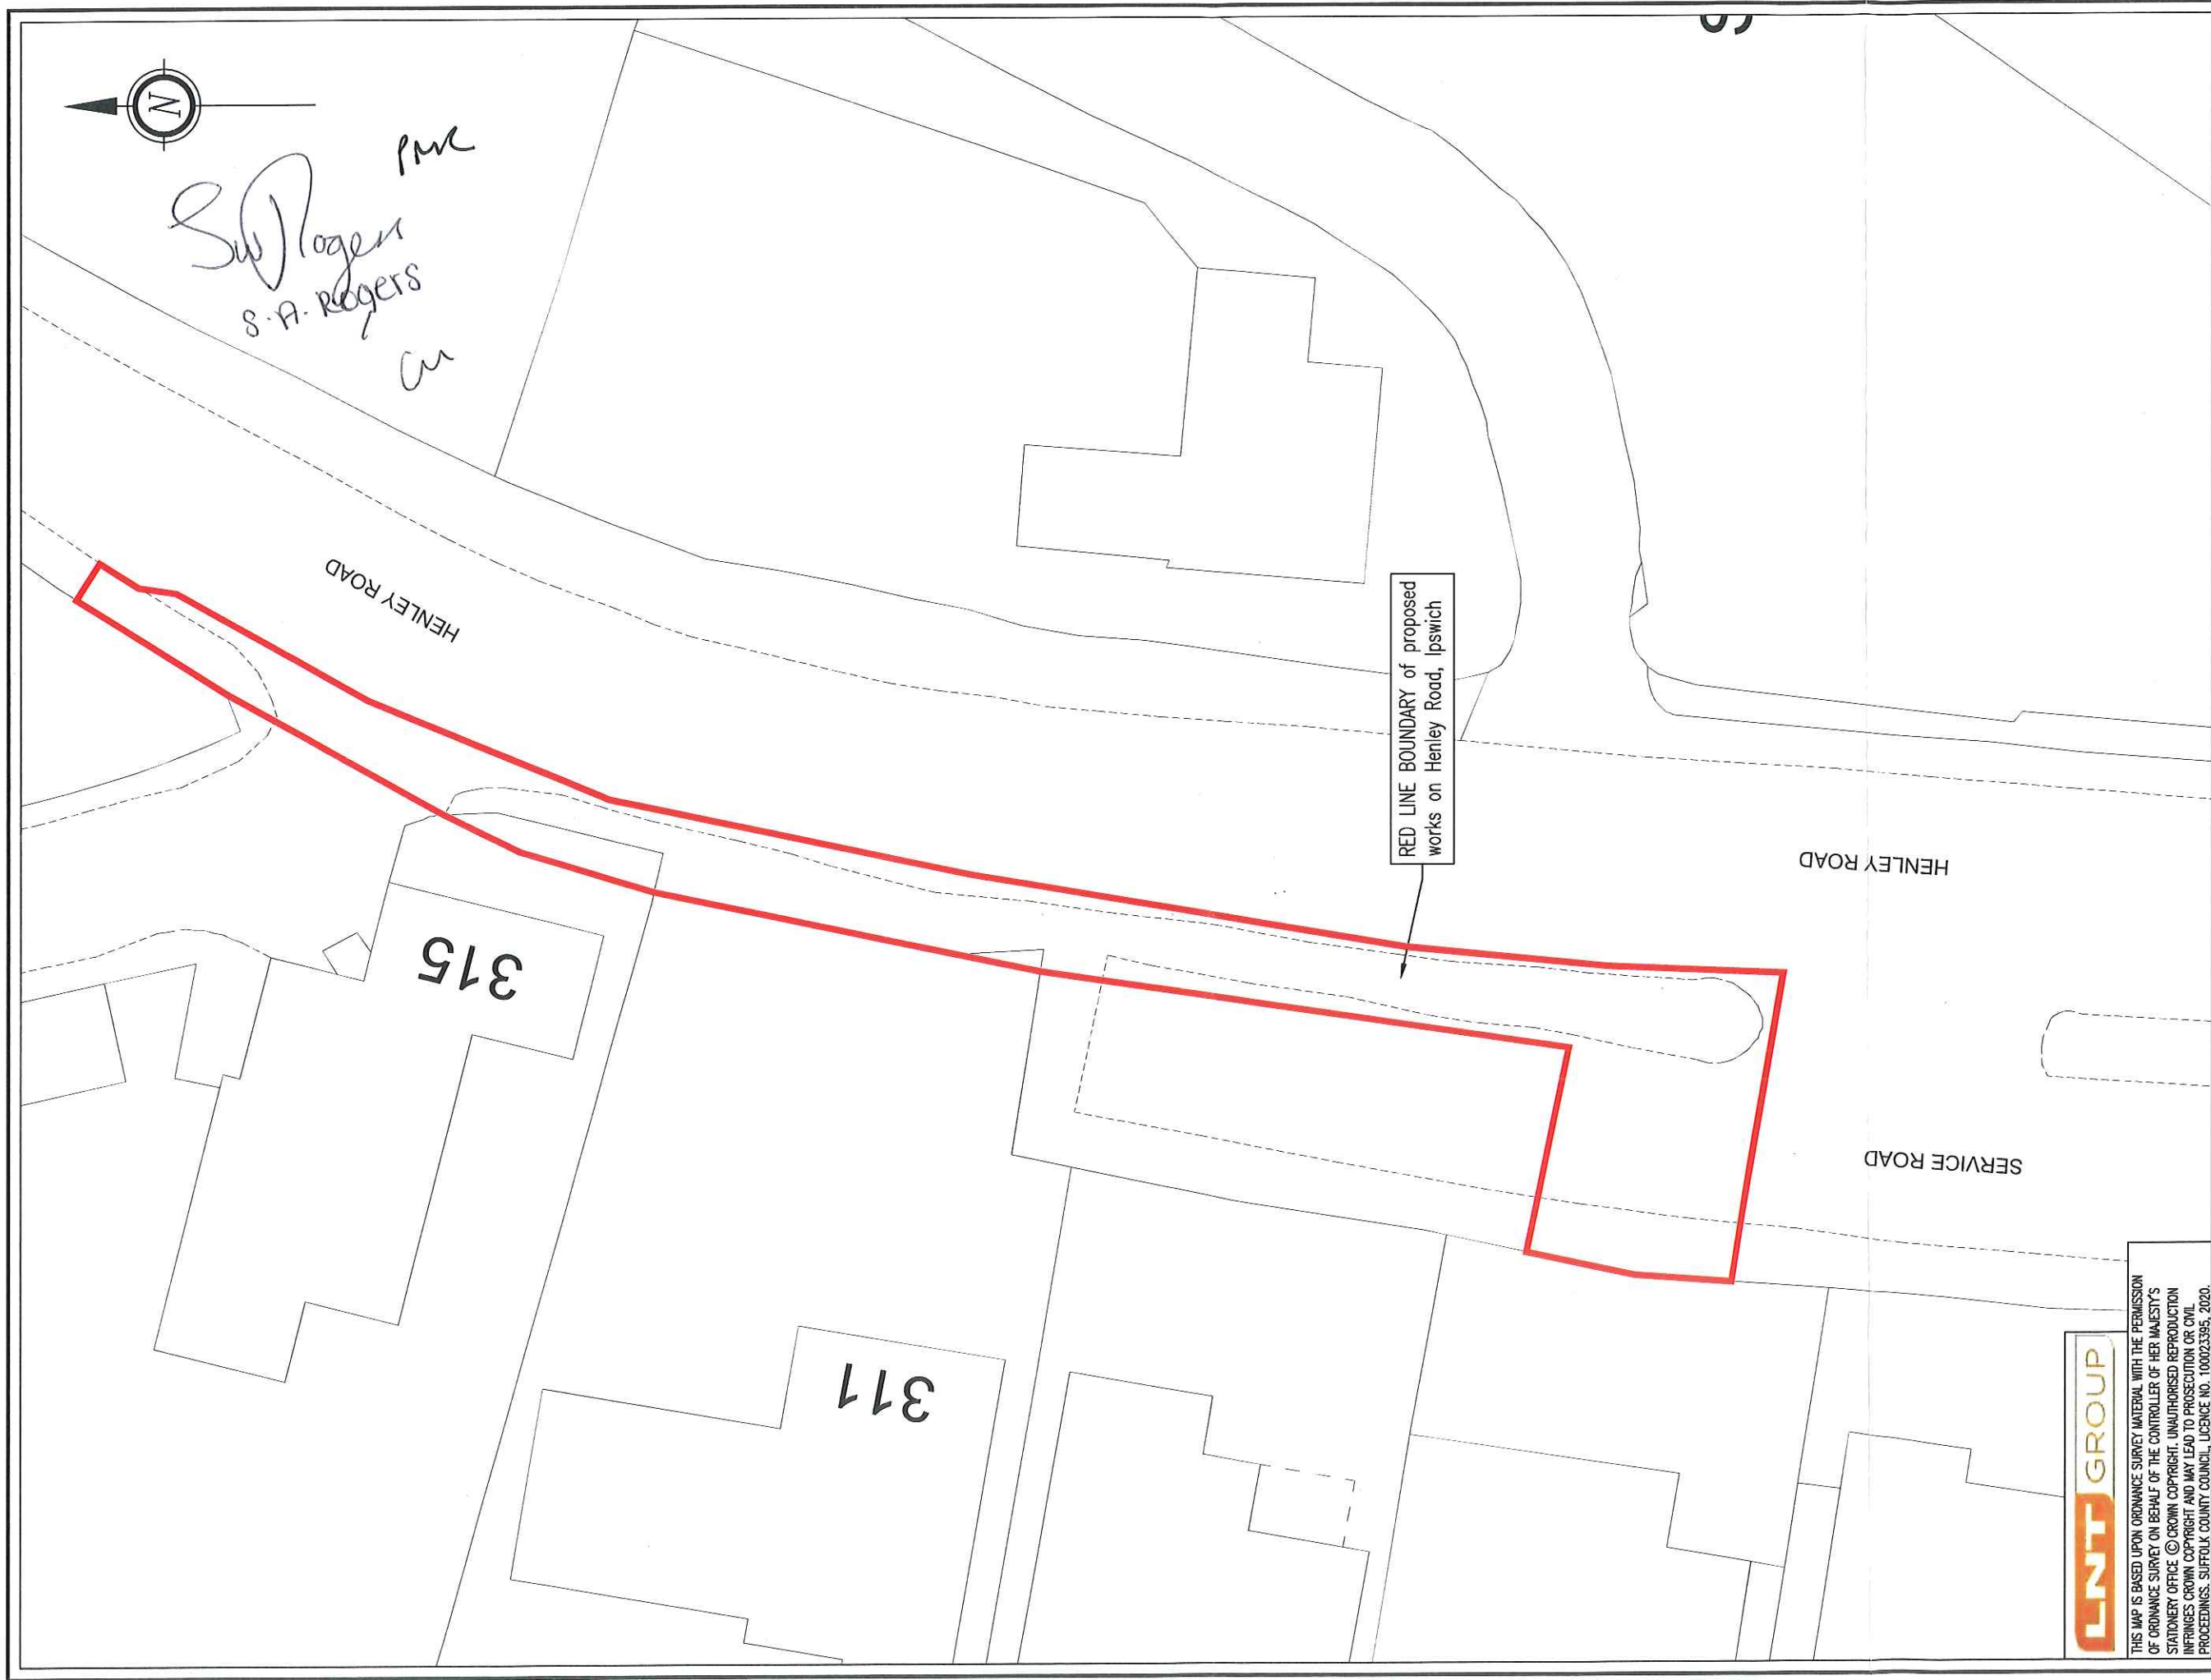 N
S.A. Rogers
HENLEY ROAD
315
RED LINE BOUNDARY of proposed
works on Henley Road, Ipswich
HENLEY ROAD
SERVICE ROAD
311
LNT GROUP
THIS MAP IS BASED UPON ORDNANCE SURVEY MATERIAL WITH THE PERMISSION
OF ORDNANCE SURVEY ON BEHALF OF THE CONTROLLER OF HER MAJESTY'S
STATIONERY OFFICE © CROWN COPYRIGHT. UNAUTHORISED REPRODUCTION
INFRINGES CROWN COPYRIGHT AND MAY LEAD TO PROSECUTION OR CIVIL
PROCEEDINGS. SUFFOLK COUNTY COUNCIL, LICENCE NO. 100023395, 2020.